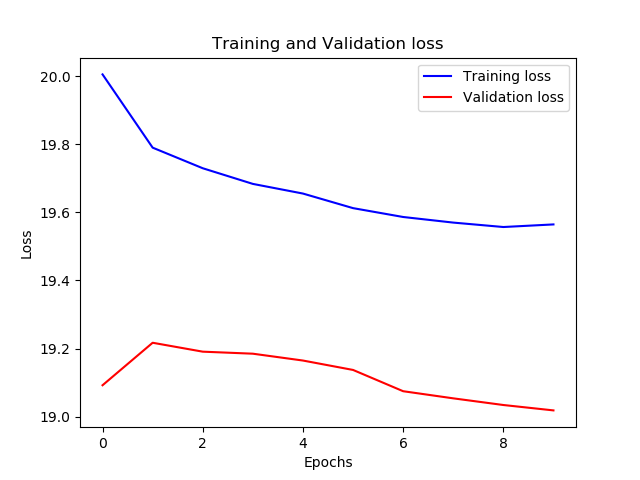 Training and Validation loss
Training loss
Validation loss
20.0
19.8
19.6
19.4
19.2
19.0
Loss
0 2 4 6 8
Epochs